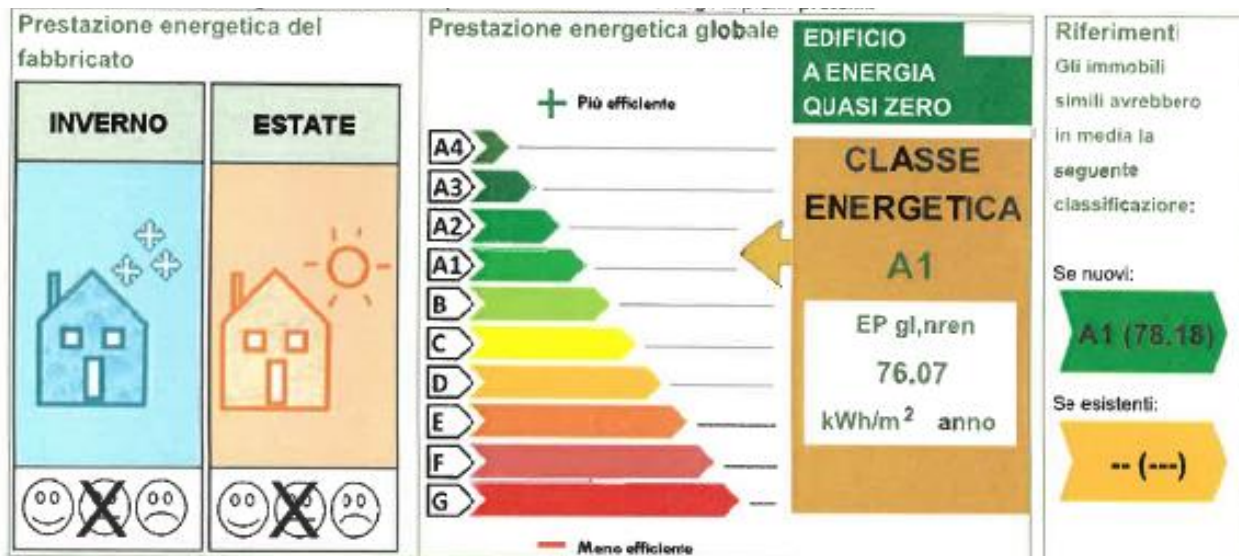 Prestazione energetica del
fabbricato
INVERNO
ESTATE
Prestazione energetica globale
Più efficiente
A4
A3
A2
A1
B
C
D
E
F
G
Meno efficiente
EDIFICIO
A ENERGIA
QUASI ZERO
CLASSE
ENERGETICA
A1
EP gl,nren
76.07
kWh/m² anno
Riferimenti
Gli immobili
simili avrebbero
in media la
seguente
classificazione:
Se nuovi:
A1 (78.18)
Se esistenti:
-- (---)